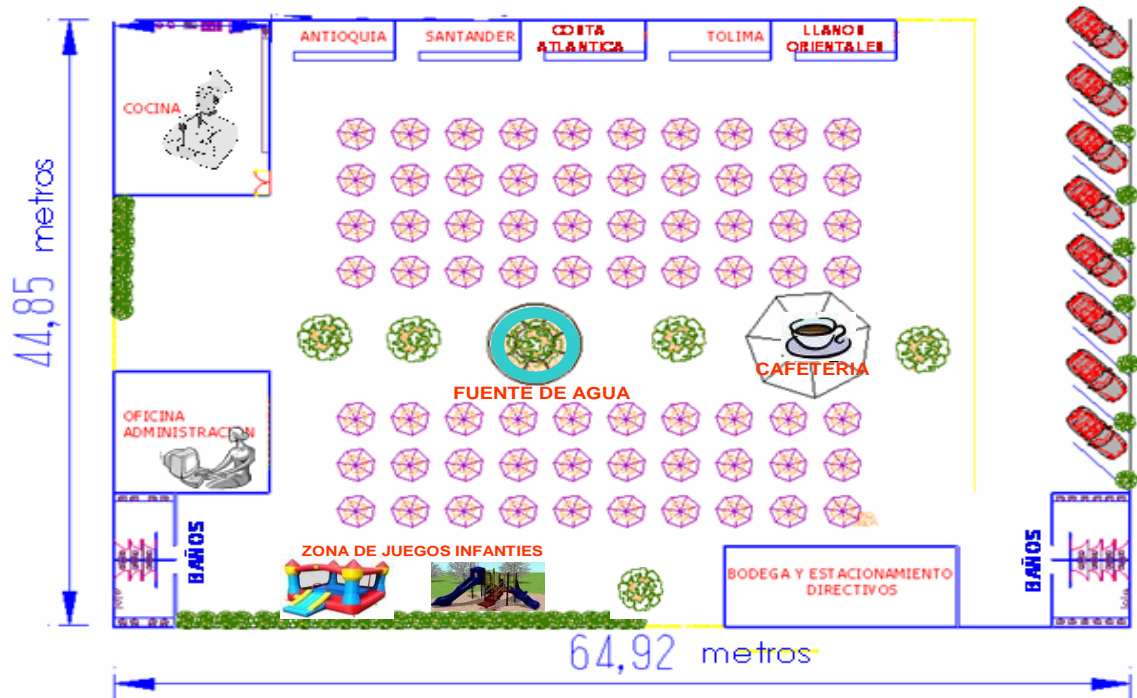 ANTIOQUIA
SANTANDER
COSTA
ATLANTICA
TOLIMA
LLANOS
ORIENTALES
COCINA
44,85 metros
CAFETERIA
FUENTE DE AGUA
OFICINA
ADMINISTRACION
BAÑOS
ZONA DE JUEGOS INFANTIES
BODEGA Y ESTACIONAMIENTO
DIRECTIVOS
BAÑOS
64,92 metros